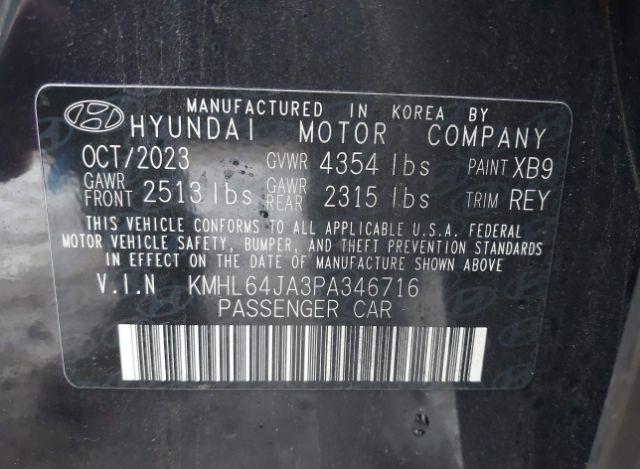 MANUFACTURED IN KOREA BY
HYUNDAI MOTOR COMPANY
OCT/2023 GVWR 4354 lbs PAINT XB9
GAWR FRONT 2513 lbs GAWR REAR 2315 lbs TRIM REY
THIS VEHICLE CONFORMS TO ALL APPLICABLE U.S.A. FEDERAL
MOTOR VEHICLE SAFETY, BUMPER, AND THEFT PREVENTION STANDARDS
IN EFFECT ON THE DATE OF MANUFACTURE SHOWN ABOVE
V.I.N KMHL64JA3PA346716
PASSENGER CAR